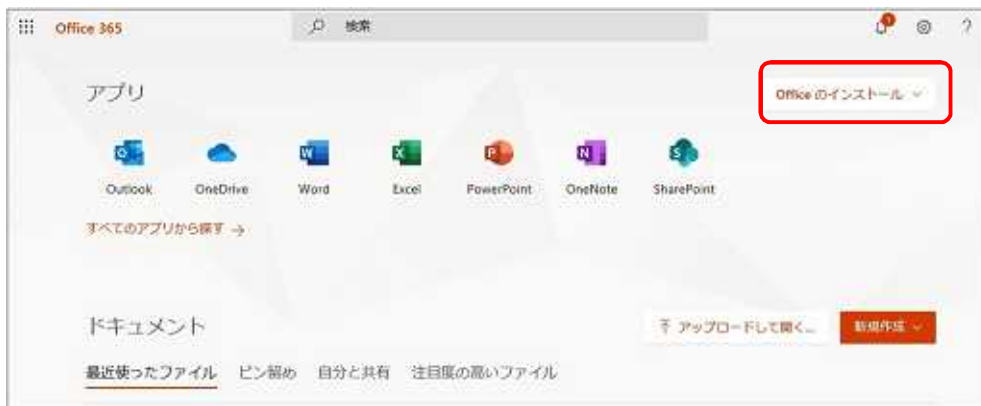 Office 365
検索
1
?
アプリ
Office のインストール
Outlook
OneDrive
Word
Excel
PowerPoint
OneNote
SharePoint
すべてのアプリから探す →
ドキュメント
アップロードして開く...
新規作成
最近使ったファイル ピン留め 自分と共有 注目度の高いファイル